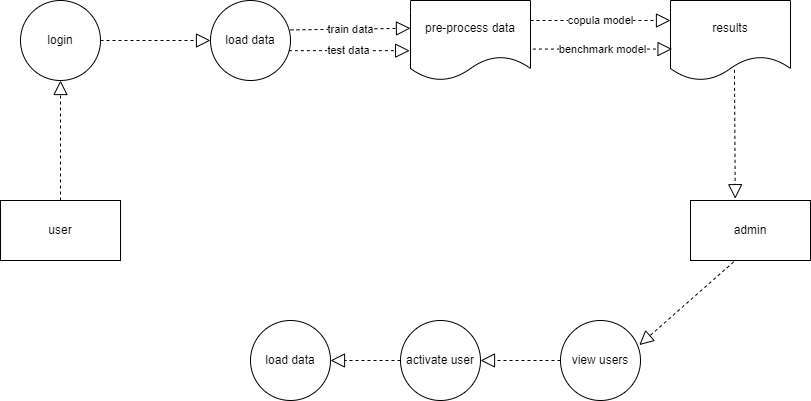 login
load data
train data
test data
pre-process data
copula model
benchmark model
results
user
admin
load data
activate user
view users